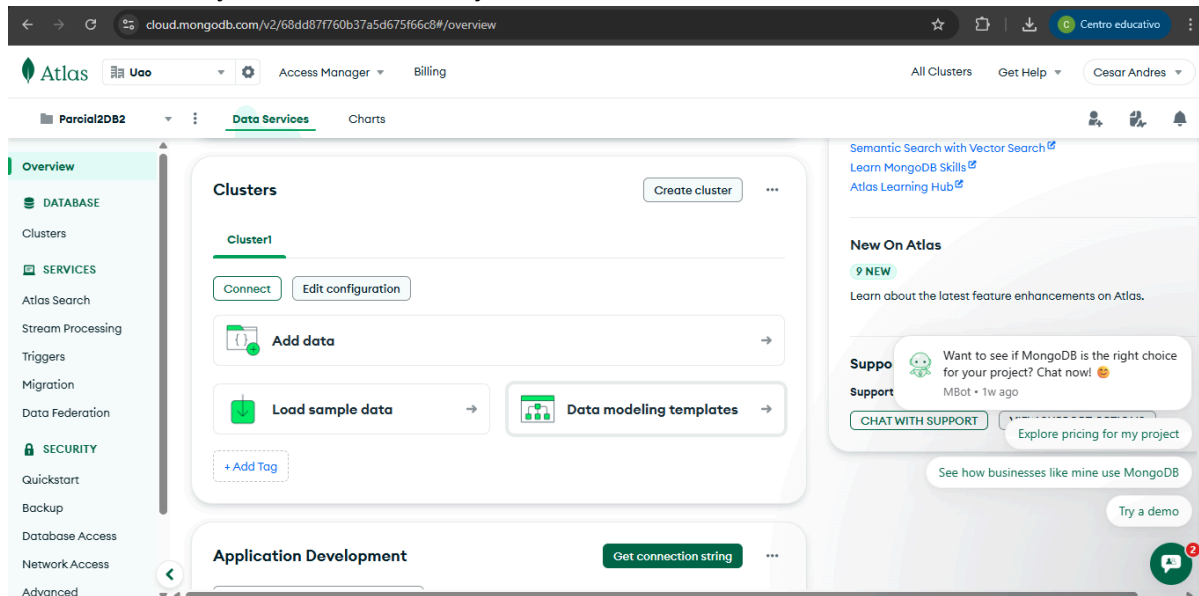 cloud.mongodb.com/v2/68dd87f760b37a5d675f66c8#/overview
C Centro educativo
Atlas Uao Access Manager Billing All Clusters Get Help Cesar Andres
Parcial2DB2 Data Services Charts
Overview
DATABASE
Clusters
SERVICES
Atlas Search
Stream Processing
Triggers
Migration
Data Federation
SECURITY
Quickstart
Backup
Database Access
Network Access
Advanced
Clusters Create cluster
Cluster1
Connect Edit configuration
Add data
Load sample data Data modeling templates
+ Add Tag
Application Development Get connection string
Semantic Search with Vector Search
Learn MongoDB Skills
Atlas Learning Hub
New On Atlas
9 NEW
Learn about the latest feature enhancements on Atlas.
Suppo
Support
CHAT WITH SUPPORT
Want to see if MongoDB is the right choice
for your project? Chat now! 😊
MBot • 1w ago
Explore pricing for my project
See how businesses like mine use MongoDB
Try a demo
2